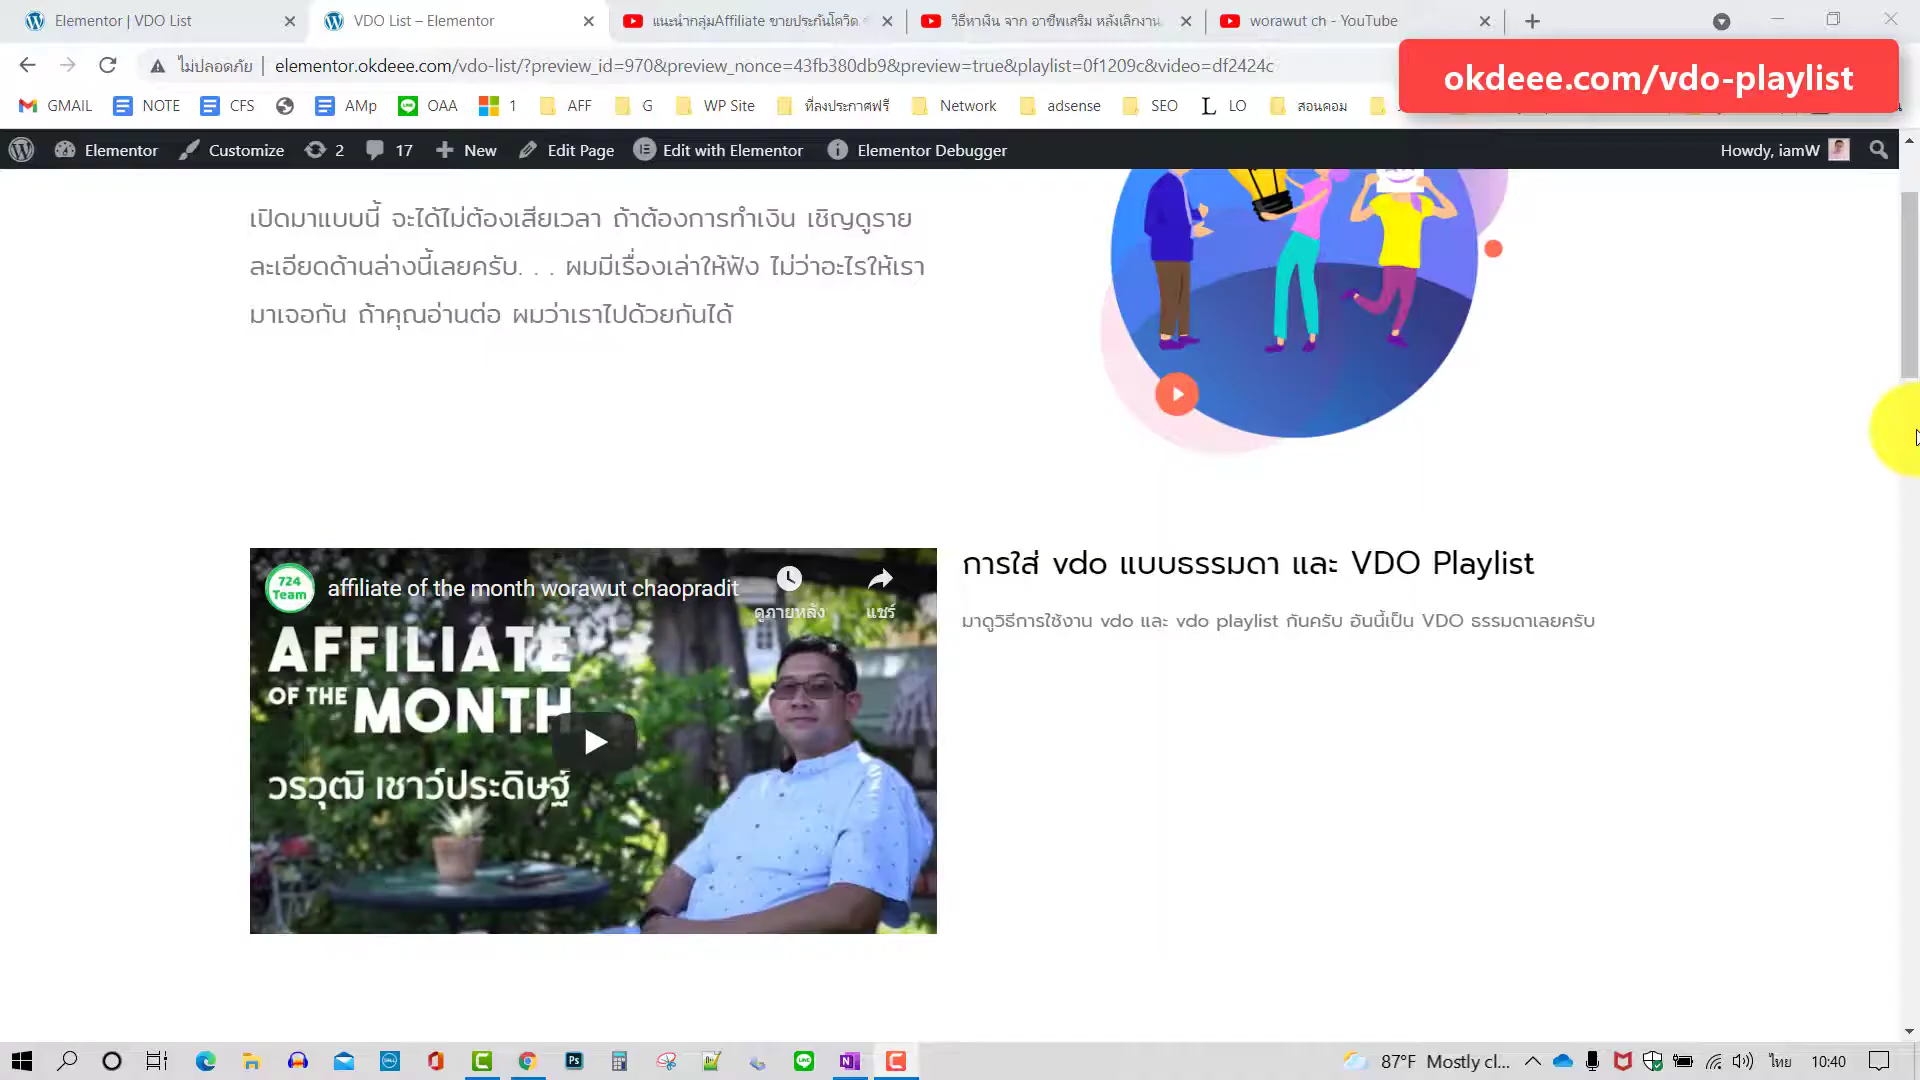 Elementor | VDO List
VDO List – Elementor
แนะนำกลุ่มAffiliate ขายประกันโควิด
วิธีหาเงิน จาก อาชีพเสริม หลังเลิกงาน
worawut ch - YouTube
ไม่ปลอดภัย
elementor.okdeee.com/vdo-list/?preview_id=970&preview_nonce=43fb380db9&preview=true&playlist=0f1209c&video=df2424c
okdeee.com/vdo-playlist
GMAIL NOTE CFS AMp OAA 1 AFF G WP Site ที่ลงประกาศฟรี Network adsense SEO LO สอนคอม
Elementor Customize 2 17 New Edit Page Edit with Elementor Elementor Debugger Howdy, iamW
เปิดมาแบบนี้ จะได้ไม่ต้องเสียเวลา ถ้าต้องการทำเงิน เชิญดูราย
ละเอียดด้านล่างนี้เลยครับ. . . ผมมีเรื่องเล่าให้ฟัง ไม่ว่าอะไรให้เรา
มาเจอกัน ถ้าคุณอ่านต่อ ผมว่าเราไปด้วยกันได้
724
Team
affiliate of the month worawut chaopradit
ดูภายหลัง
แชร์
AFFILIATE
OF THE MONTH
วรวุฒิ เชาว์ประดิษฐ์
การใส่ vdo แบบธรรมดา และ VDO Playlist
มาดูวิธีการใช้งาน vdo และ vdo playlist กันครับ อันนี้เป็น VDO ธรรมดาเลยครับ
87°F Mostly cl... ไทย 10:40